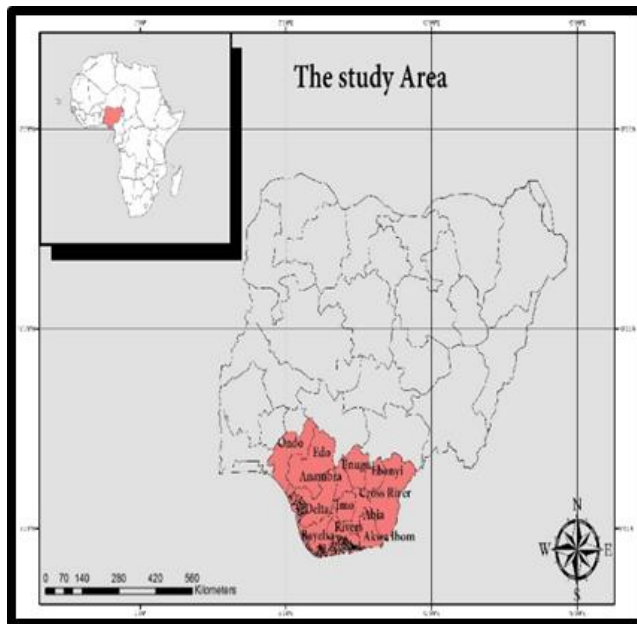 The study Area
Ondo
Edo
Enugu
Ebonyi
Anambra
Cross River
Delta
Imo
Abia
Rivers
Bayelsa
Akwa Ibom
N
W E
S
0 70 140 280 420 560
Kilometers